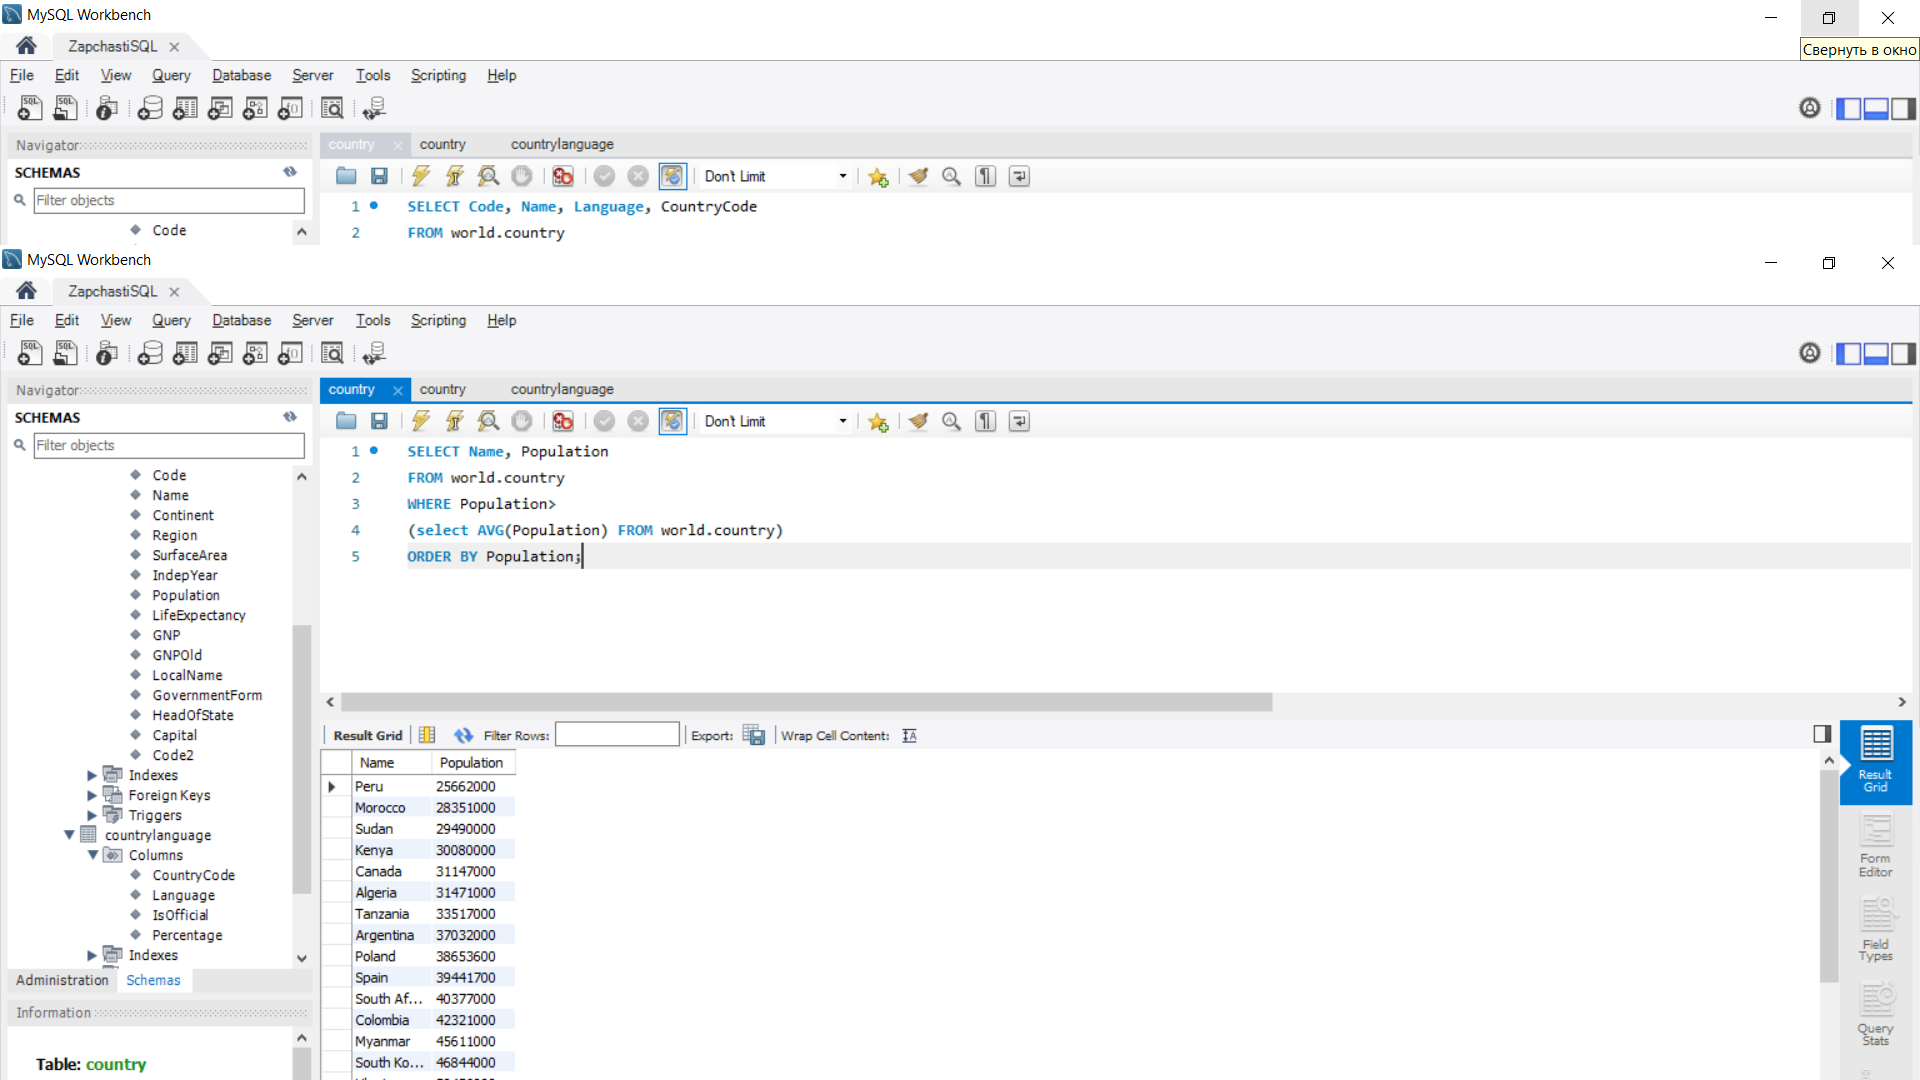 MySQL Workbench
ZapchastiSQL
Свернуть в окно
File Edit View Query Database Server Tools Scripting Help
Navigator
country country countrylanguage
SCHEMAS
Don't Limit
Filter objects
1 SELECT Code, Name, Language, CountryCode
Code
2 FROM world.country
MySQL Workbench
ZapchastiSQL
File Edit View Query Database Server Tools Scripting Help
Navigator
country country countrylanguage
SCHEMAS
Don't Limit
Filter objects
1 SELECT Name, Population
2 FROM world.country
3 WHERE Population>
4 (select AVG(Population) FROM world.country)
5 ORDER BY Population;
Code
Name
Continent
Region
SurfaceArea
IndepYear
Population
LifeExpectancy
GNP
GNPOld
LocalName
GovernmentForm
HeadOfState
Capital
Code2
Indexes
Foreign Keys
Triggers
countrylanguage
Columns
CountryCode
Language
IsOfficial
Percentage
Indexes
Administration Schemas
Information
Table: country
Result Grid Filter Rows: Export: Wrap Cell Content:
Name Population
Peru 25662000
Morocco 28351000
Sudan 29490000
Kenya 30080000
Canada 31147000
Algeria 31471000
Tanzania 33517000
Argentina 37032000
Poland 38653600
Spain 39441700
South Af... 40377000
Colombia 42321000
Myanmar 45611000
South Ko... 46844000
Result
Grid
Form
Editor
Field
Types
Query
Stats